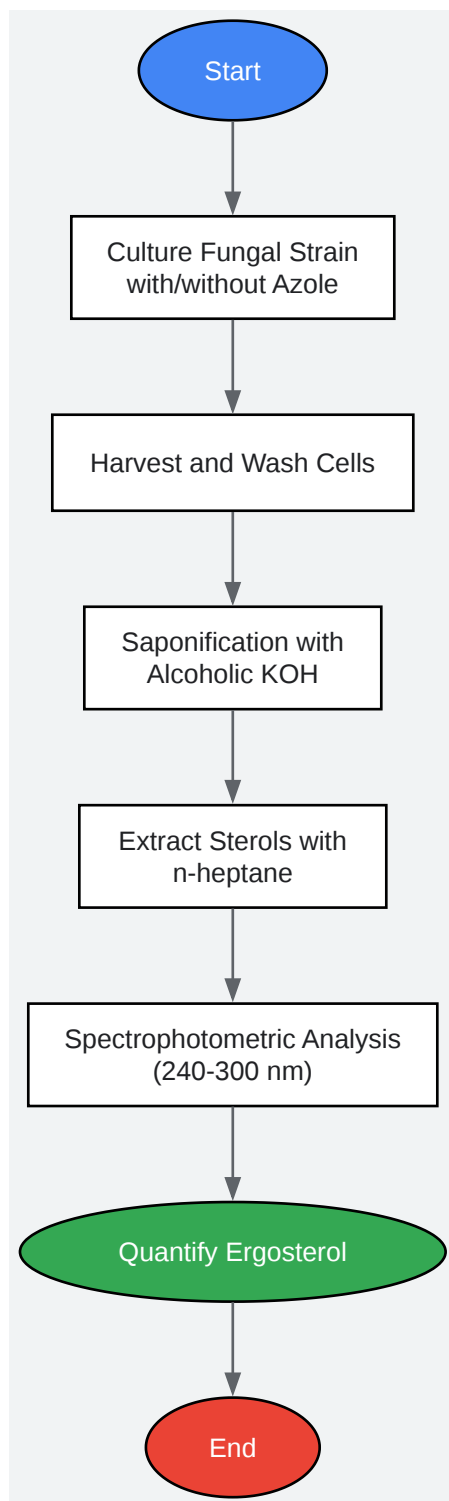 Start
Culture Fungal Strain
with/without Azole
Harvest and Wash Cells
Saponification with
Alcoholic KOH
Extract Sterols with
n-heptane
Spectrophotometric Analysis
(240-300 nm)
Quantify Ergosterol
End